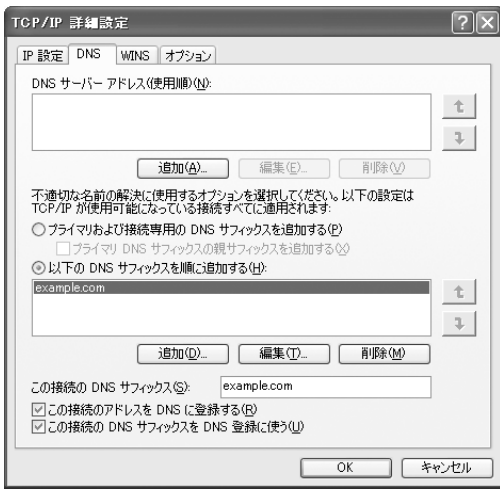 TCP/IP 詳細設定
IP 設定 DNS WINS オプション
DNS サーバー アドレス(使用順)(N):
追加(A)... 編集(E)... 削除(V)
不適切な名前の解決に使用するオプションを選択してください。以下の設定は
TCP/IP が使用可能になっている接続すべてに適用されます:
プライマリおよび接続専用の DNS サフィックスを追加する(P)
プライマリ DNS サフィックスの親サフィックスを追加する(X)
以下の DNS サフィックスを順に追加する(H):
example.com
追加(D)... 編集(T)... 削除(M)
この接続の DNS サフィックス(S): example.com
この接続のアドレスを DNS に登録する(R)
この接続の DNS サフィックスを DNS 登録に使う(U)
OK キャンセル